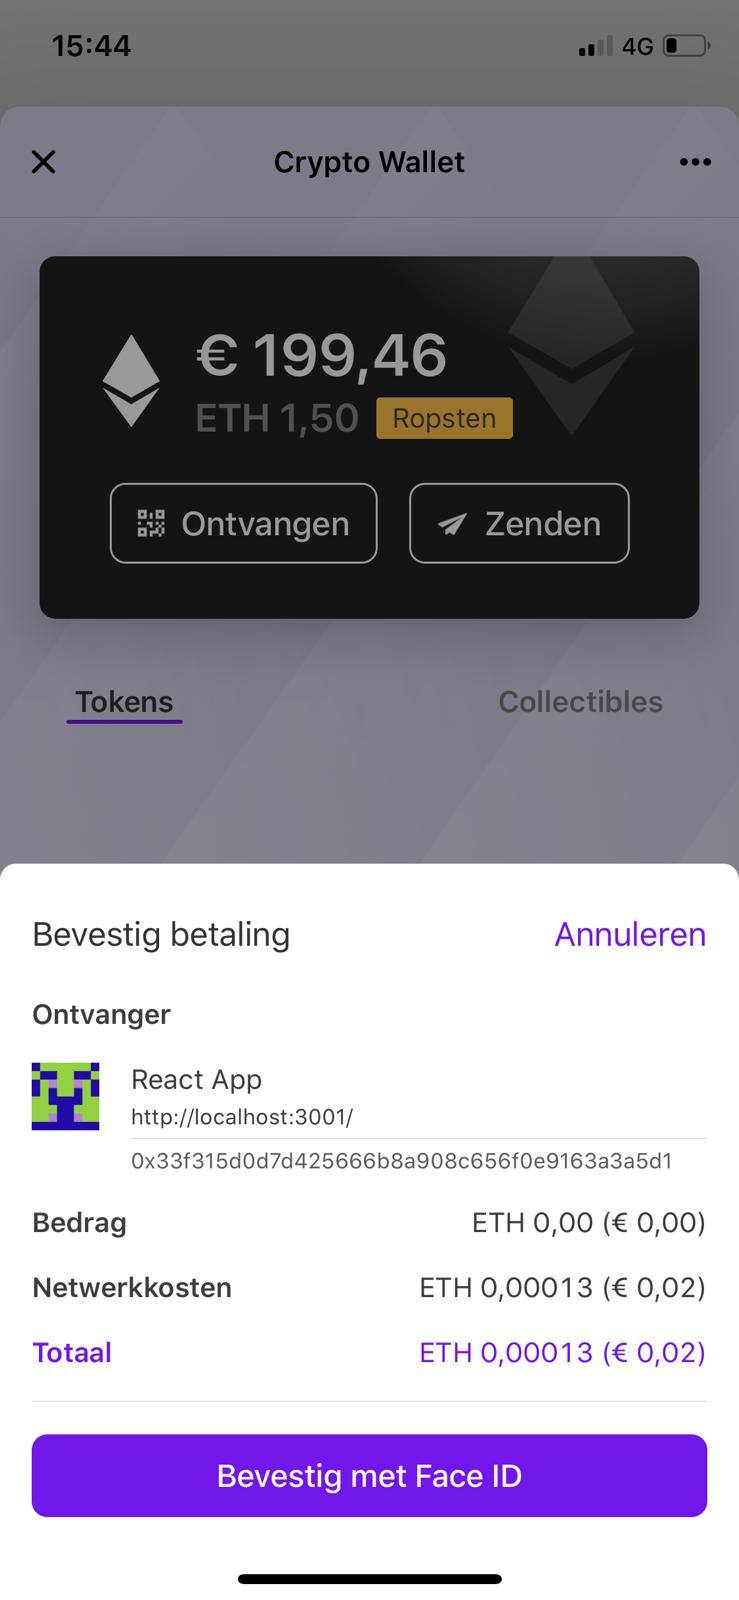 15:44
4G
Crypto Wallet
€ 199,46
ETH 1,50 Ropsten
Ontvangen Zenden
Tokens Collectibles
Bevestig betaling Annuleren
Ontvanger
React App
http://localhost:3001/
0x33f315d0d7d425666b8a908c656f0e9163a3a5d1
Bedrag ETH 0,00 (€ 0,00)
Netwerkkosten ETH 0,00013 (€ 0,02)
Totaal ETH 0,00013 (€ 0,02)
Bevestig met Face ID